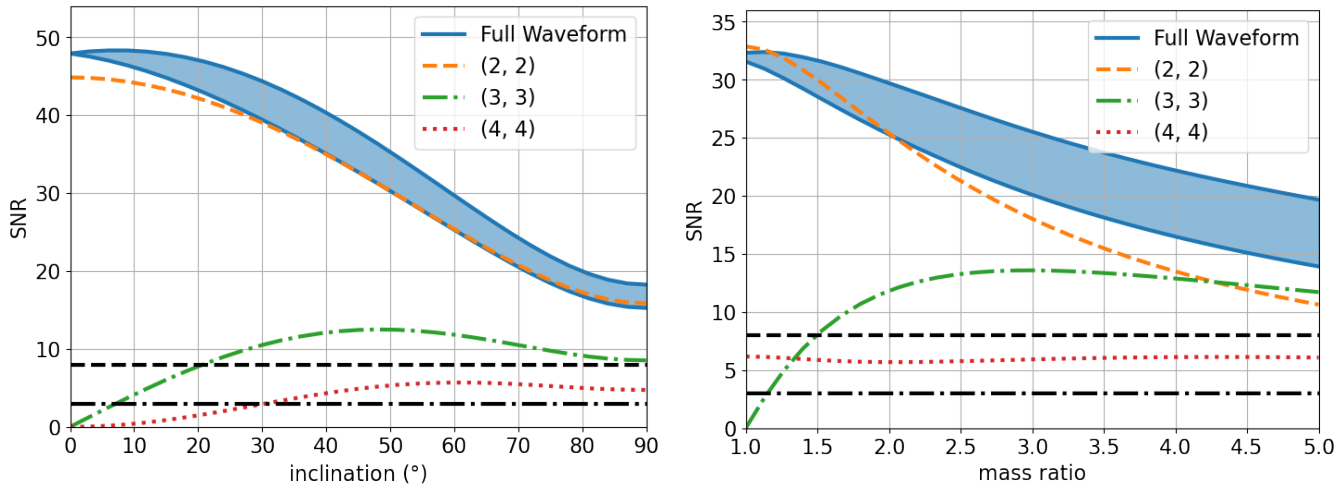 SNR
50
40
30
20
10
0
0 10 20 30 40 50 60 70 80 90
inclination (°)
Full Waveform
(2, 2)
(3, 3)
(4, 4)
SNR
35
30
25
20
15
10
5
0
1.0 1.5 2.0 2.5 3.0 3.5 4.0 4.5 5.0
mass ratio
Full Waveform
(2, 2)
(3, 3)
(4, 4)